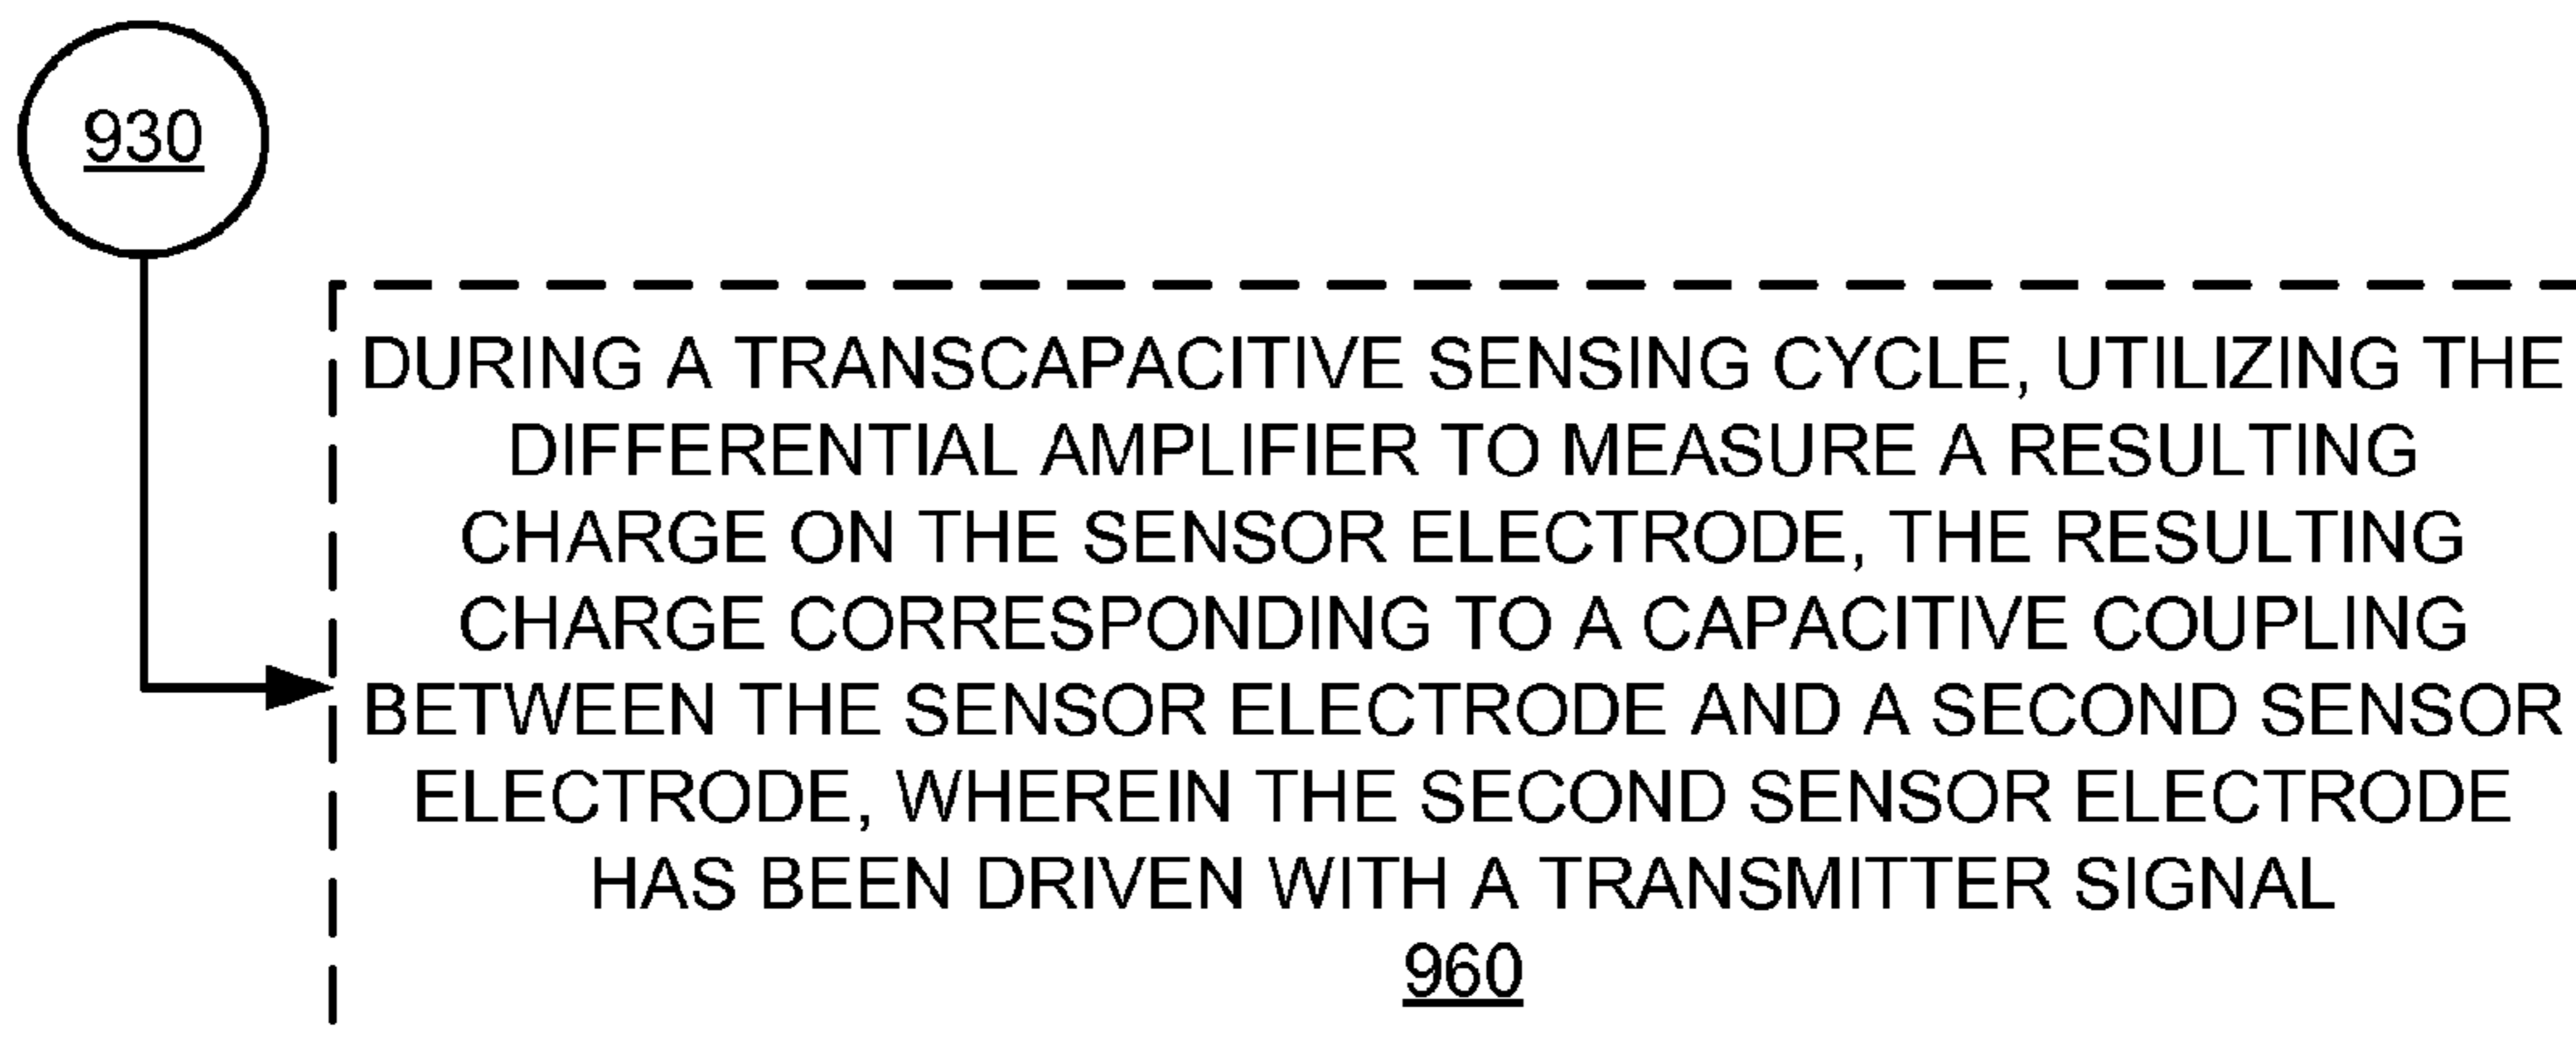 930
DURING A TRANSCAPACITIVE SENSING CYCLE, UTILIZING THE
DIFFERENTIAL AMPLIFIER TO MEASURE A RESULTING
CHARGE ON THE SENSOR ELECTRODE, THE RESULTING
CHARGE CORRESPONDING TO A CAPACITIVE COUPLING
BETWEEN THE SENSOR ELECTRODE AND A SECOND SENSOR
ELECTRODE, WHEREIN THE SECOND SENSOR ELECTRODE
HAS BEEN DRIVEN WITH A TRANSMITTER SIGNAL
960